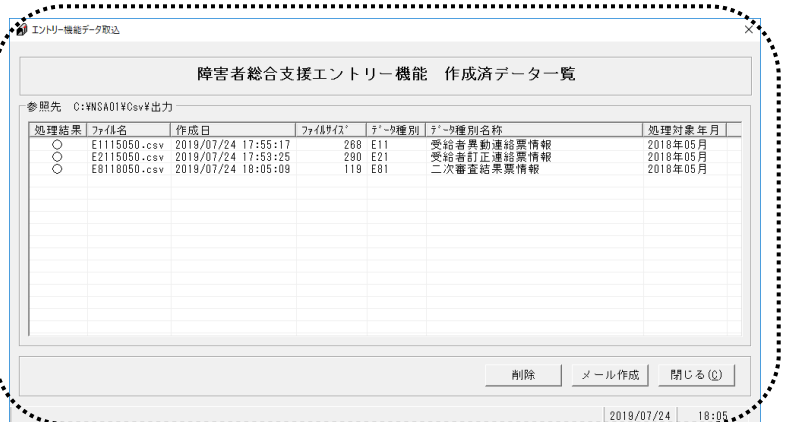 エントリー機能データ取込
障害者総合支援エントリー機能　作成済データ一覧
参照先　C:¥NSA01¥Csv¥出力
処理結果 ﾌｧｲﾙ名 作成日 ﾌｧｲﾙｻｲｽﾞ ﾃﾞｰﾀ種別 ﾃﾞｰﾀ種別名称 処理対象年月
○ E1115050.csv 2019/07/24 17:55:17 268 E11 受給者異動連絡票情報 2018年05月
○ E2115050.csv 2019/07/24 17:53:25 290 E21 受給者訂正連絡票情報 2018年05月
○ E8118050.csv 2019/07/24 18:05:09 119 E81 二次審査結果票情報 2018年05月
削除 メール作成 閉じる(C)
2019/07/24 18:05